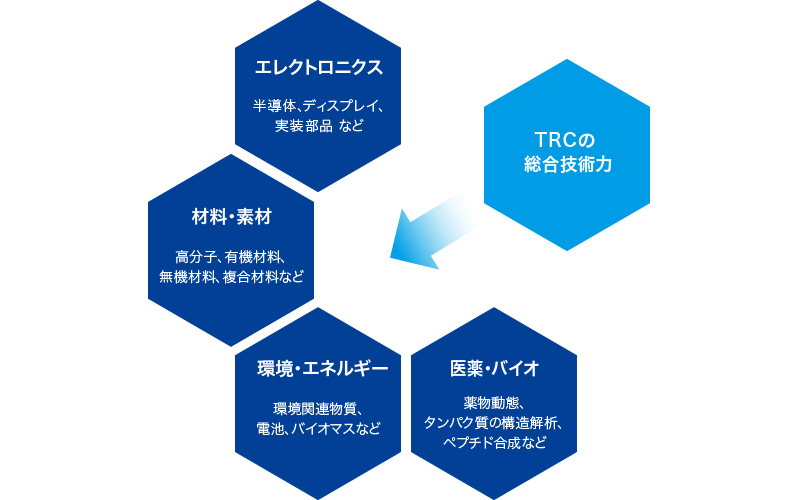 エレクトロニクス
半導体、ディスプレイ、
実装部品 など
TRCの
総合技術力
材料・素材
高分子、有機材料、
無機材料、複合材料など
環境・エネルギー
環境関連物質、
電池、バイオマスなど
医薬・バイオ
薬物動態、
タンパク質の構造解析、
ペプチド合成など